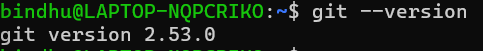 bindhu@LAPTOP-NQPCRIKO:~$ git --version
git version 2.53.0